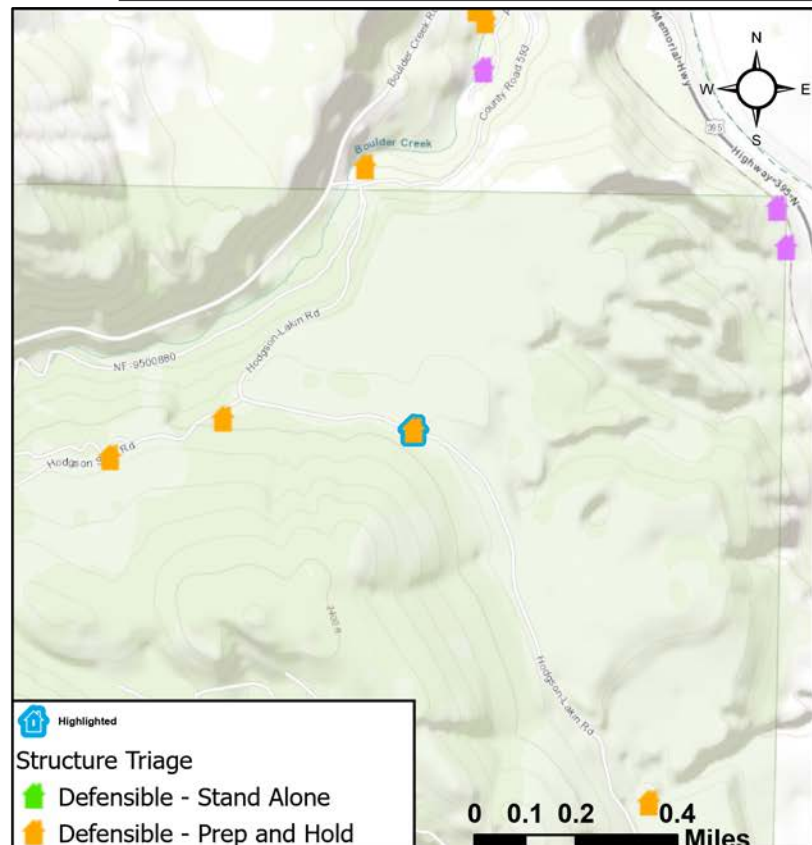 Boulder Creek Rd
County Road 593
Memorial Hwy
N
W
E
S
395
Highway 395 N
Boulder Creek
Hodgson-Lakin Rd
NF-9500880
Hodgson
Rd
2400 ft
Hodgson-Lakin Rd
Highlighted
Structure Triage
Defensible - Stand Alone
Defensible - Prep and Hold
0 0.1 0.2 0.4
Miles